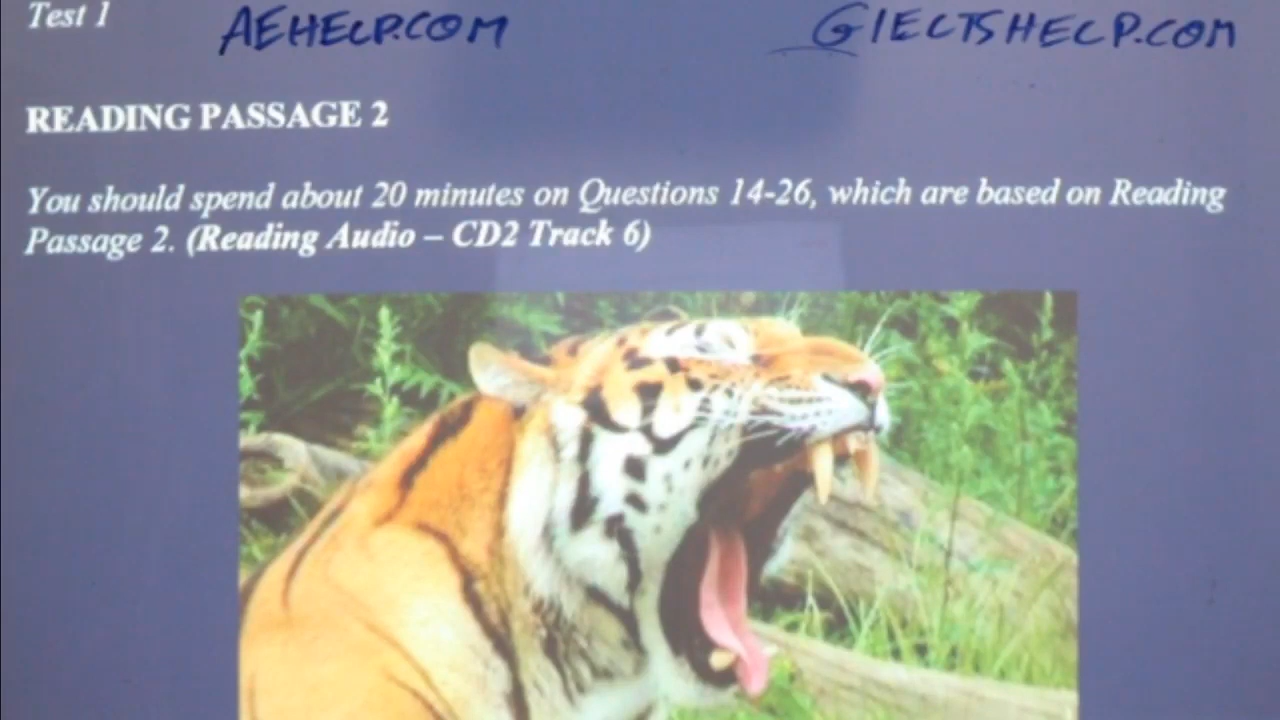 Test 1
AEHELP.COM
GIELTSHELP.COM
READING PASSAGE 2
You should spend about 20 minutes on Questions 14-26, which are based on Reading
Passage 2. (Reading Audio – CD2 Track 6)